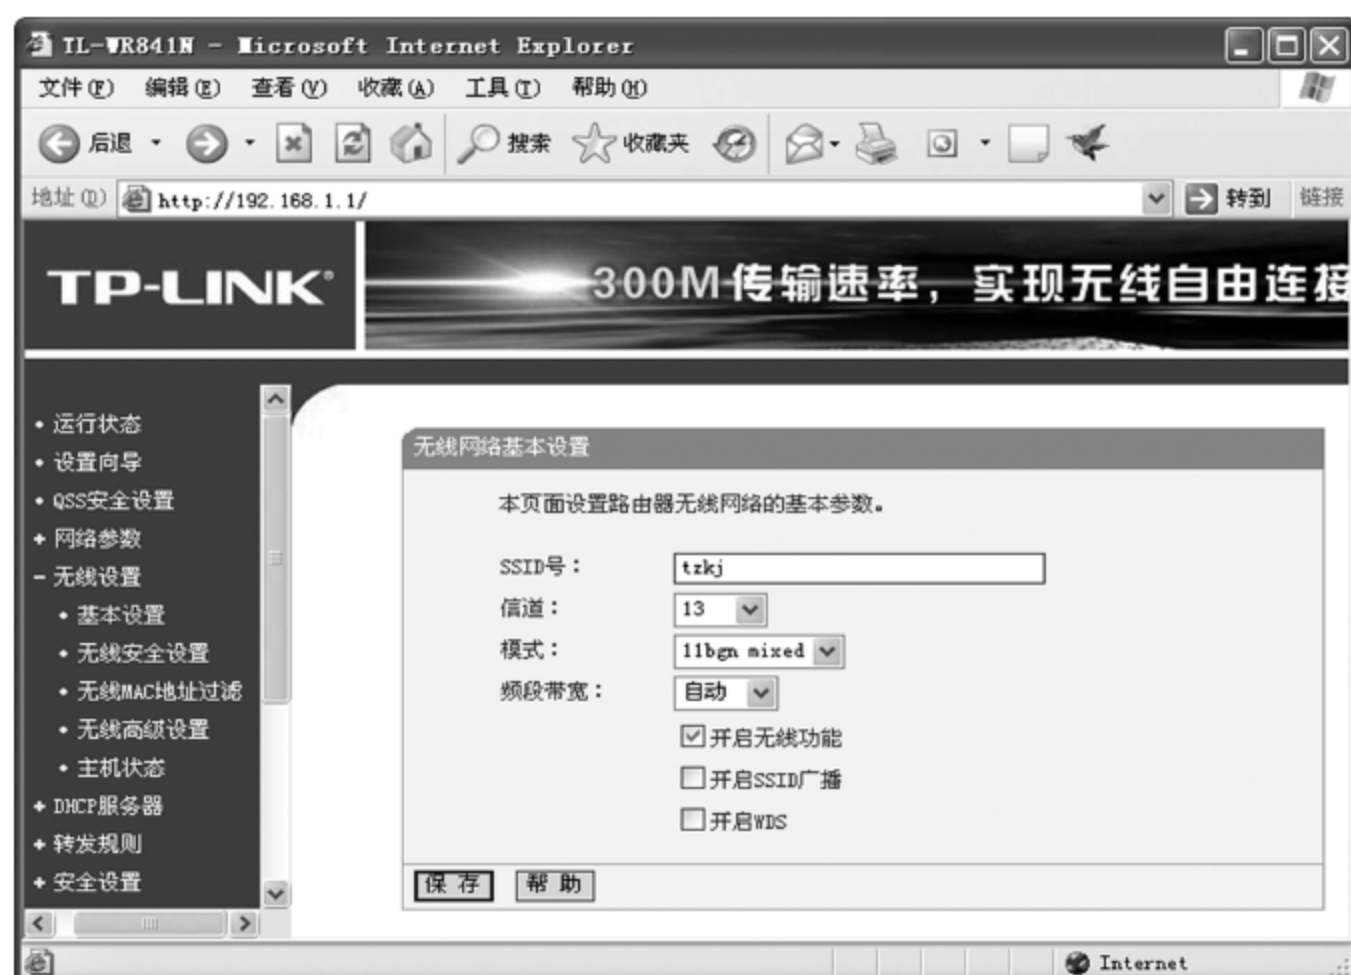 TL-WR841N - Microsoft Internet Explorer
文件(F) 编辑(E) 查看(V) 收藏(A) 工具(T) 帮助(H)
后退 搜索 收藏夹
地址(D) http://192.168.1.1/ 转到 链接
TP-LINK® 300M传输速率，实现无线自由连接
• 运行状态
• 设置向导
• QSS安全设置
+ 网络参数
- 无线设置
• 基本设置
• 无线安全设置
• 无线MAC地址过滤
• 无线高级设置
• 主机状态
+ DHCP服务器
+ 转发规则
+ 安全设置
无线网络基本设置
本页面设置路由器无线网络的基本参数。
SSID号： tzkj
信道： 13
模式： 11bgn mixed
频段带宽： 自动
开启无线功能
开启SSID广播
开启WDS
保存 帮助
Internet